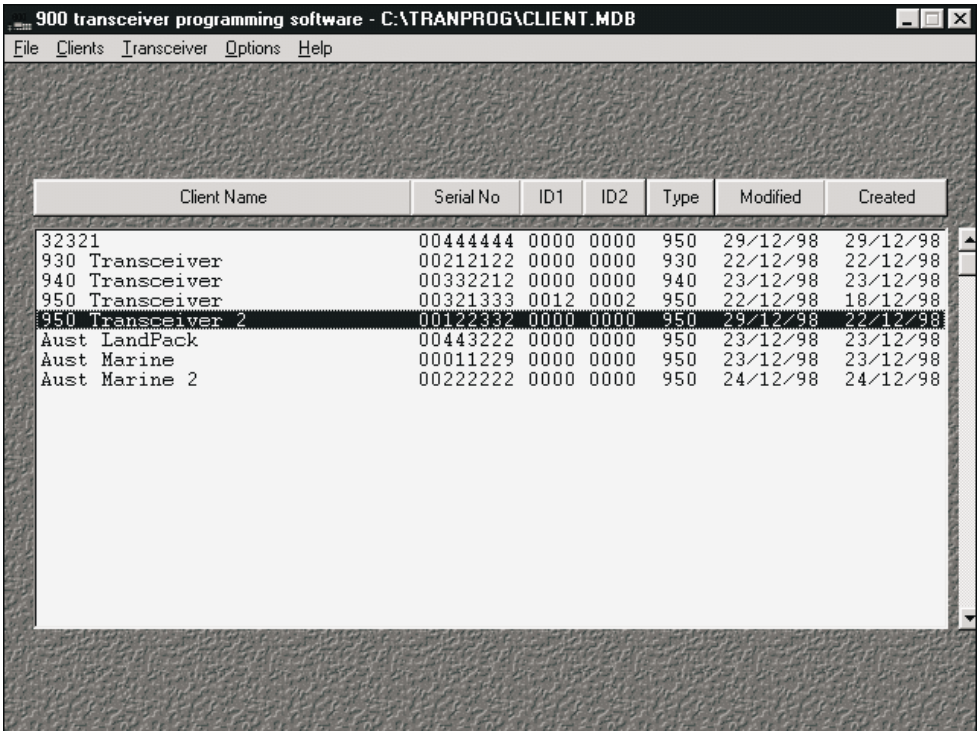 900 transceiver programming software - C:\TRANPROG\CLIENT.MDB
File Clients Transceiver Options Help
Client Name Serial No ID1 ID2 Type Modified Created
32321 00444444 0000 0000 950 29/12/98 29/12/98
930 Transceiver 00212122 0000 0000 930 22/12/98 22/12/98
940 Transceiver 00332212 0000 0000 940 23/12/98 23/12/98
950 Transceiver 00321333 0012 0002 950 22/12/98 18/12/98
950 Transceiver 2 00122332 0000 0000 950 29/12/98 22/12/98
Aust LandPack 00443222 0000 0000 950 23/12/98 23/12/98
Aust Marine 00011229 0000 0000 950 23/12/98 23/12/98
Aust Marine 2 00222222 0000 0000 950 24/12/98 24/12/98